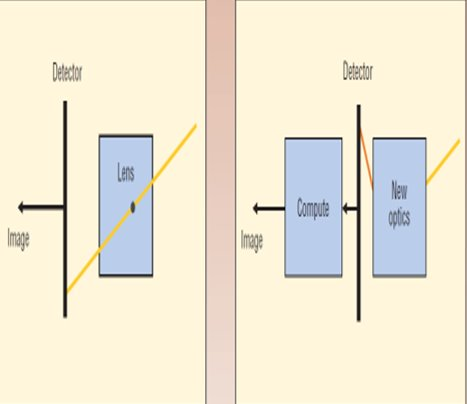 Detector
Lens
Image
Detector
New
optics
Compute
Image